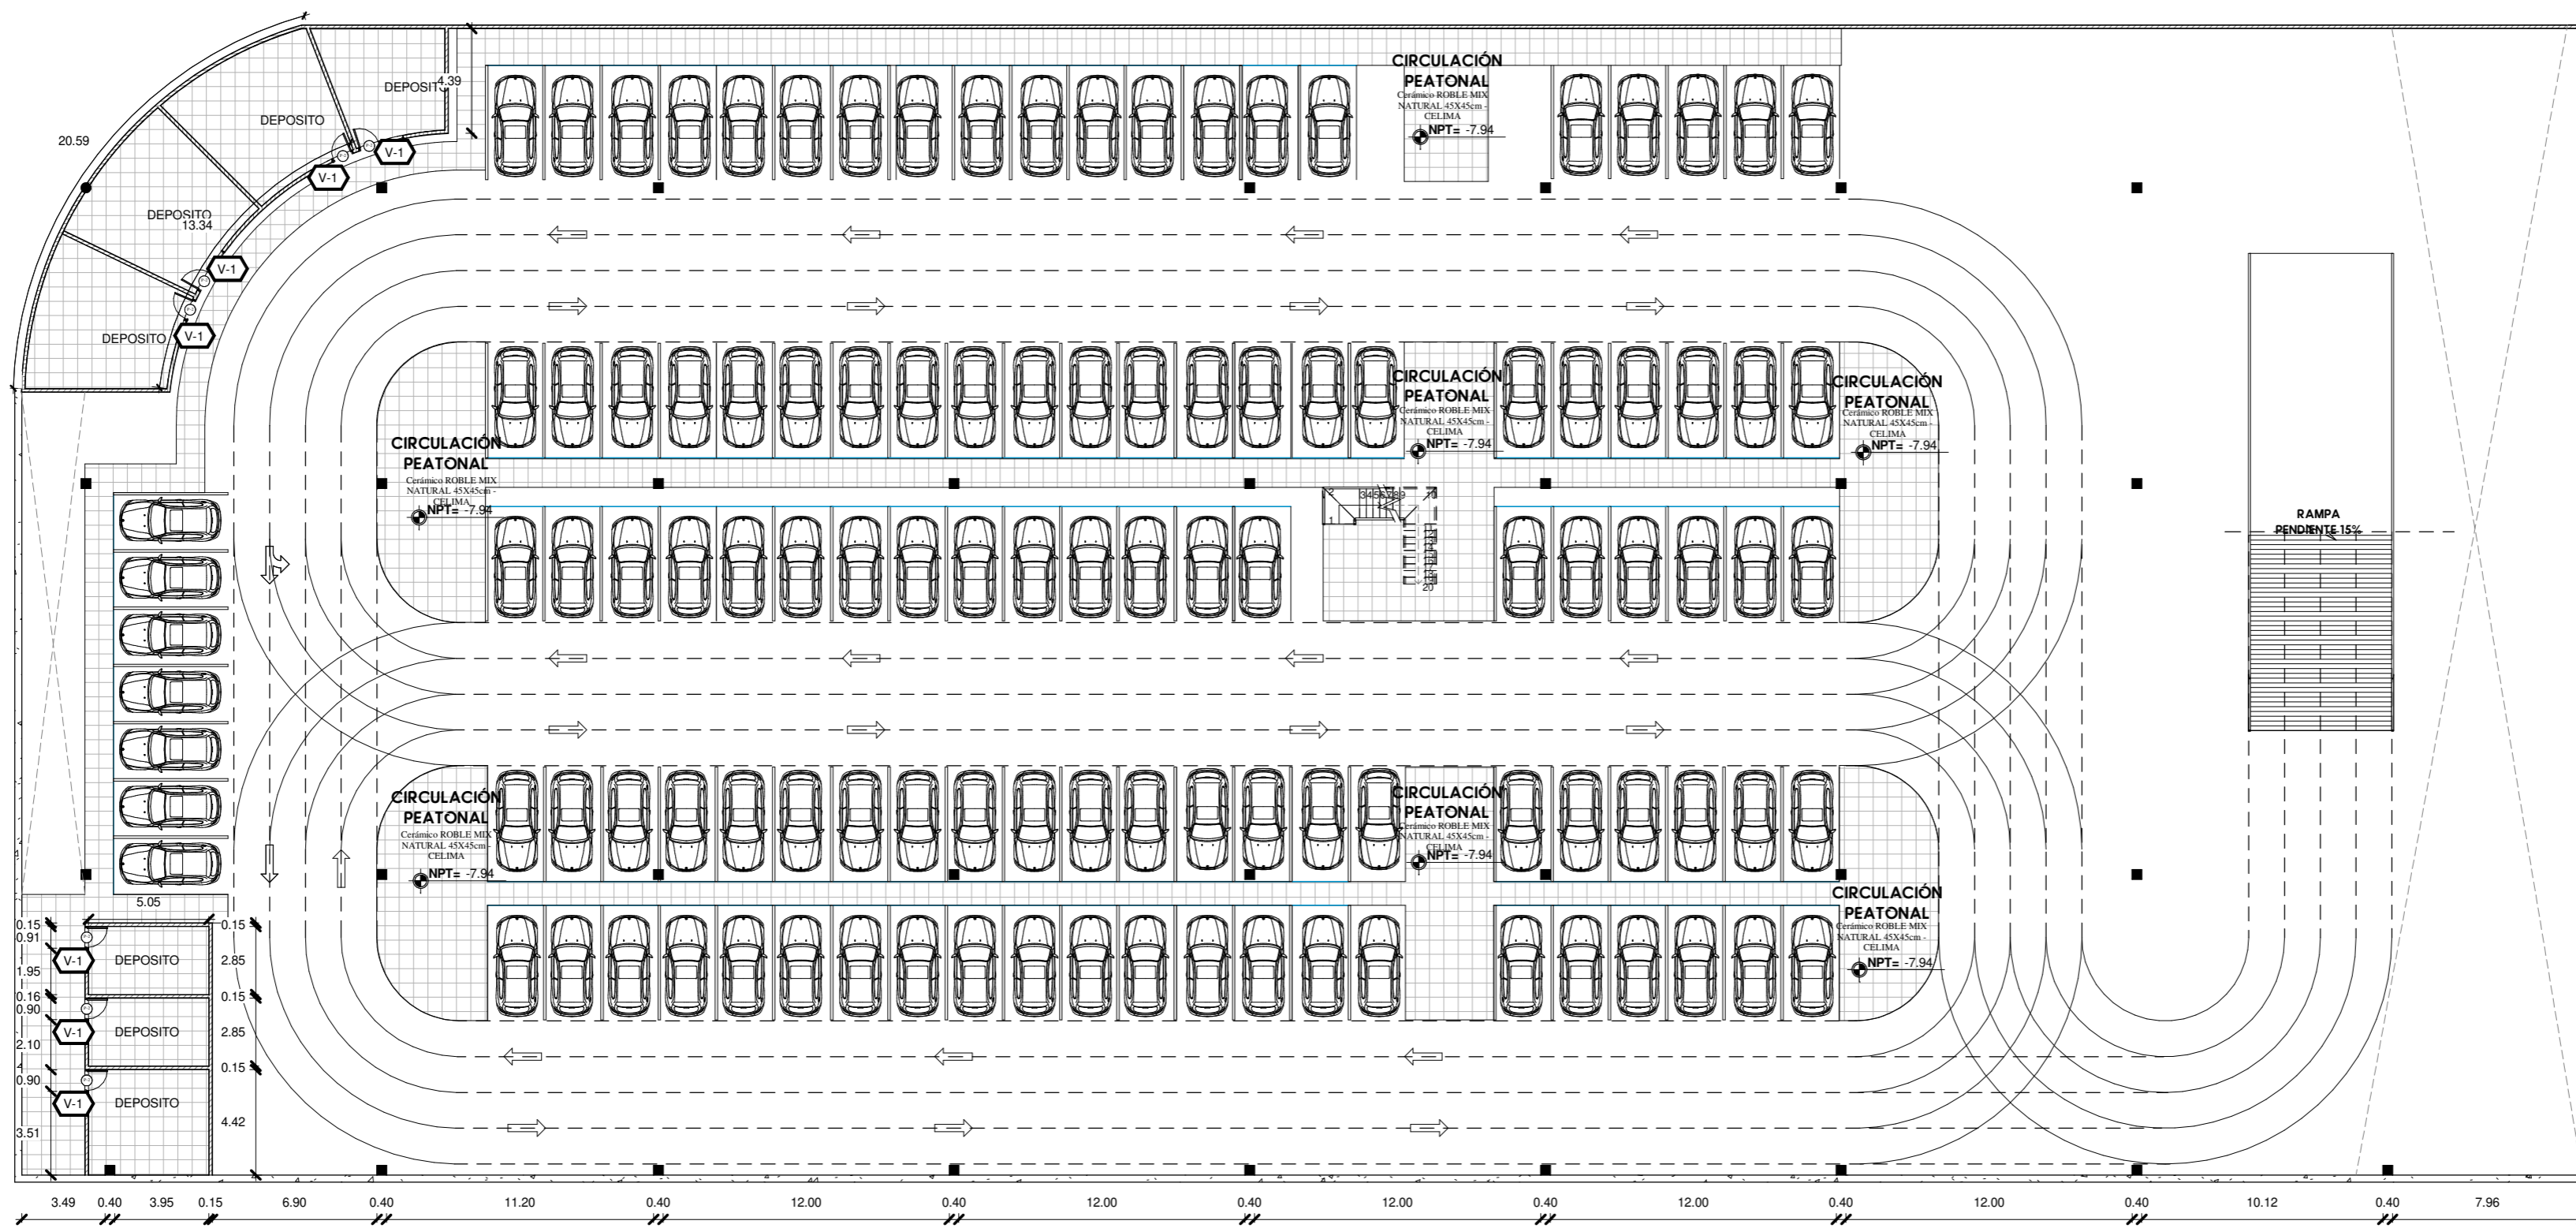 CIRCULACIÓN
PEATONAL
Cerámico ROBLE MIX
NATURAL 45X45cm -
CELIMA
NPT= -7.94
4.39
DEPOSITO
DEPOSITO
20.59
V-1
V-1
DEPOSITO
13.34
V-1
V-1
DEPOSITO
CIRCULACIÓN
PEATONAL
Cerámico ROBLE MIX
NATURAL 45X45cm -
CELIMA
NPT= -7.94
CIRCULACIÓN
PEATONAL
Cerámico ROBLE MIX
NATURAL 45X45cm -
CELIMA
NPT= -7.94
CIRCULACIÓN
PEATONAL
Cerámico ROBLE MIX
NATURAL 45X45cm -
CELIMA
NPT= -7.94
2
3456789
1
20
RAMPA
PENDIENTE 15%
CIRCULACIÓN
PEATONAL
Cerámico ROBLE MIX
NATURAL 45X45cm -
CELIMA
NPT= -7.94
CIRCULACIÓN
PEATONAL
Cerámico ROBLE MIX
NATURAL 45X45cm -
CELIMA
NPT= -7.94
CIRCULACIÓN
PEATONAL
Cerámico ROBLE MIX
NATURAL 45X45cm -
CELIMA
NPT= -7.94
5.05
0.15
0.91
0.15
V-1
DEPOSITO
2.85
1.95
0.16
0.15
0.90
V-1
DEPOSITO
2.85
2.10
0.15
0.90
V-1
DEPOSITO
4.42
3.51
3.49 0.40 3.95 0.15 6.90 0.40 11.20 0.40 12.00 0.40 12.00 0.40 12.00 0.40 12.00 0.40 12.00 0.40 10.12 0.40 7.96